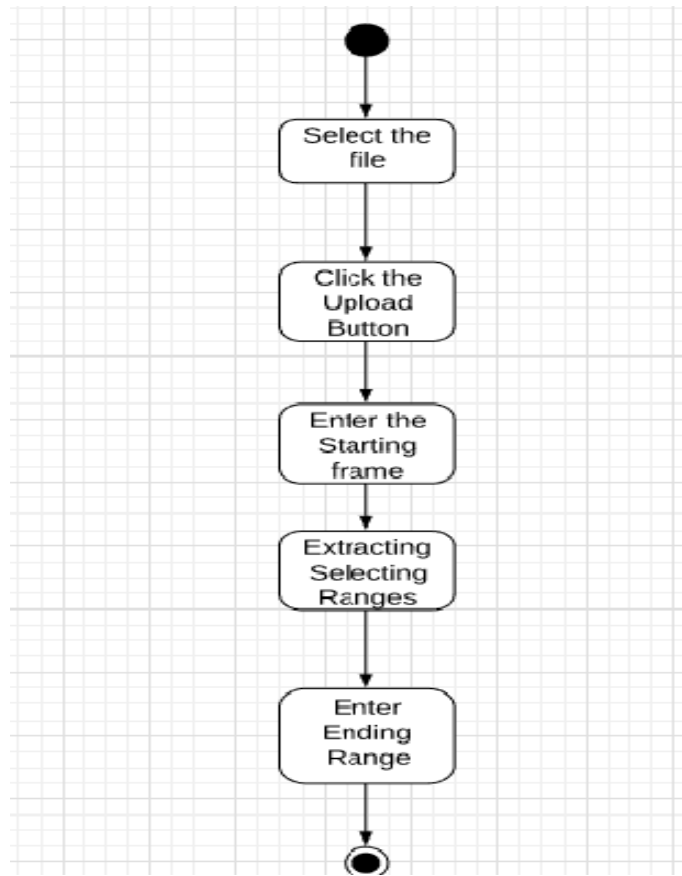 Select the
file
Click the
Upload
Button
Enter the
Starting
frame
Extracting
Selecting
Ranges
Enter
Ending
Range